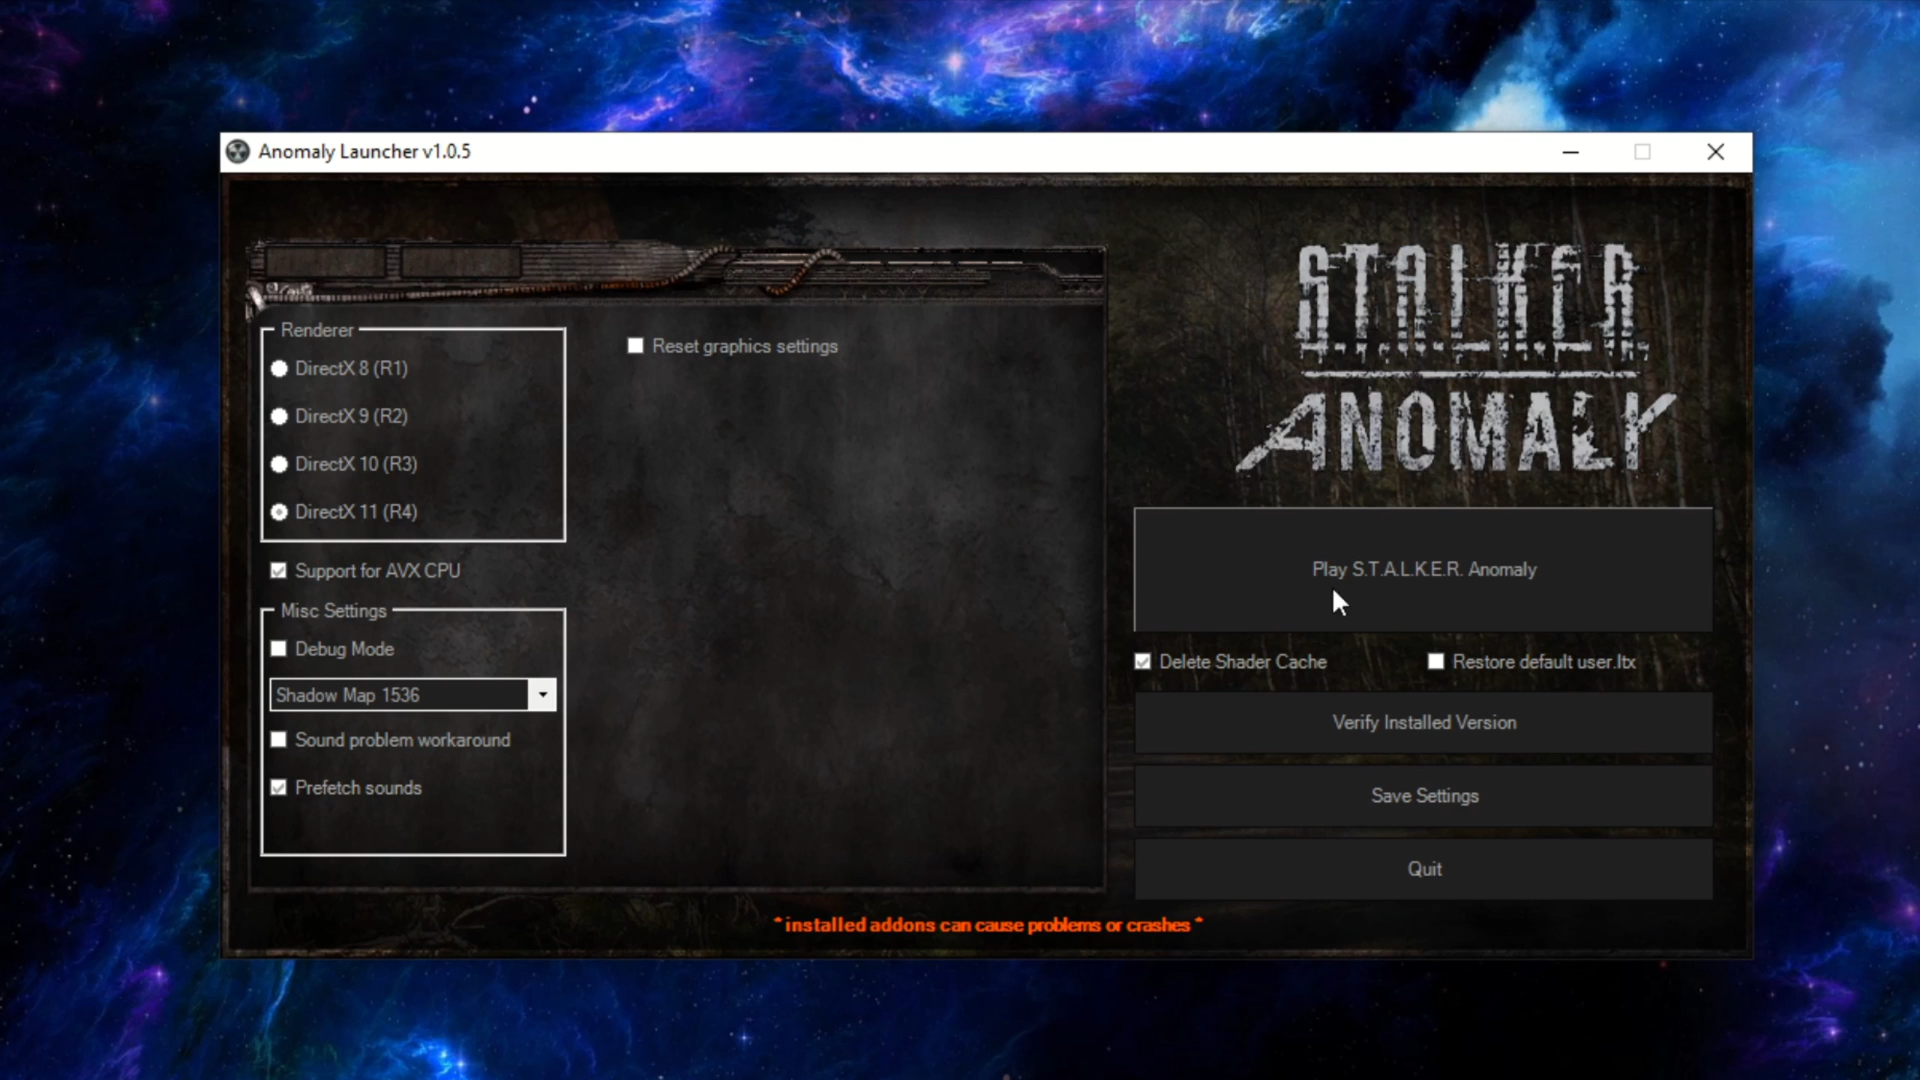 Anomaly Launcher v1.0.5
S.T.A.L.K.E.R.
ANOMALY
Renderer
DirectX 8 (R1)
DirectX 9 (R2)
DirectX 10 (R3)
DirectX 11 (R4)
Support for AVX CPU
Misc Settings
Debug Mode
Shadow Map 1536
Sound problem workaround
Prefetch sounds
Reset graphics settings
Play S.T.A.L.K.E.R. Anomaly
Delete Shader Cache
Restore default user.ltx
Verify Installed Version
Save Settings
Quit
* installed addons can cause problems or crashes *